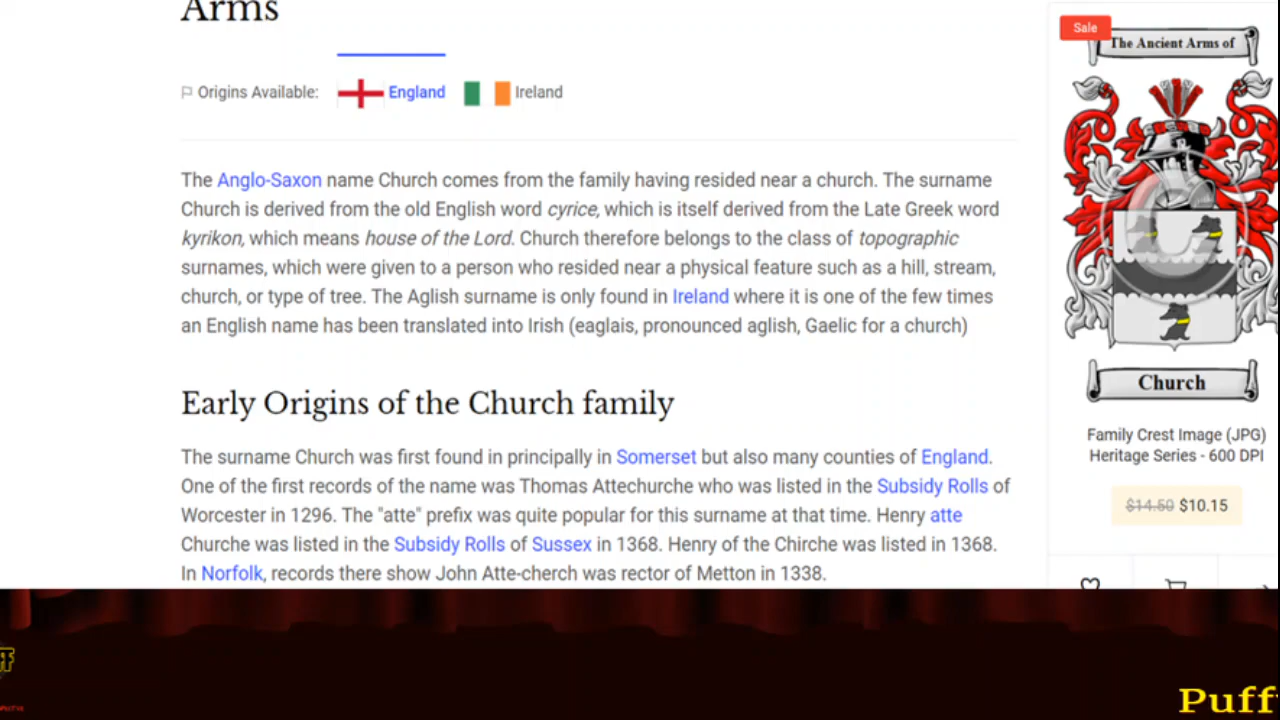 Arms
Origins Available: England Ireland
The Anglo-Saxon name Church comes from the family having resided near a church. The surname
Church is derived from the old English word cyrice, which is itself derived from the Late Greek word
kyrikon, which means house of the Lord. Church therefore belongs to the class of topographic
surnames, which were given to a person who resided near a physical feature such as a hill, stream,
church, or type of tree. The Aglish surname is only found in Ireland where it is one of the few times
an English name has been translated into Irish (eaglais, pronounced aglish, Gaelic for a church)
Early Origins of the Church family
The surname Church was first found in principally in Somerset but also many counties of England.
One of the first records of the name was Thomas Attechurche who was listed in the Subsidy Rolls of
Worcester in 1296. The "atte" prefix was quite popular for this surname at that time. Henry atte
Churche was listed in the Subsidy Rolls of Sussex in 1368. Henry of the Chirche was listed in 1368.
In Norfolk, records there show John Atte-cherch was rector of Metton in 1338.
Sale
The Ancient Arms of
C
Church
Family Crest Image (JPG)
Heritage Series - 600 DPI
$14.50 $10.15
Puff